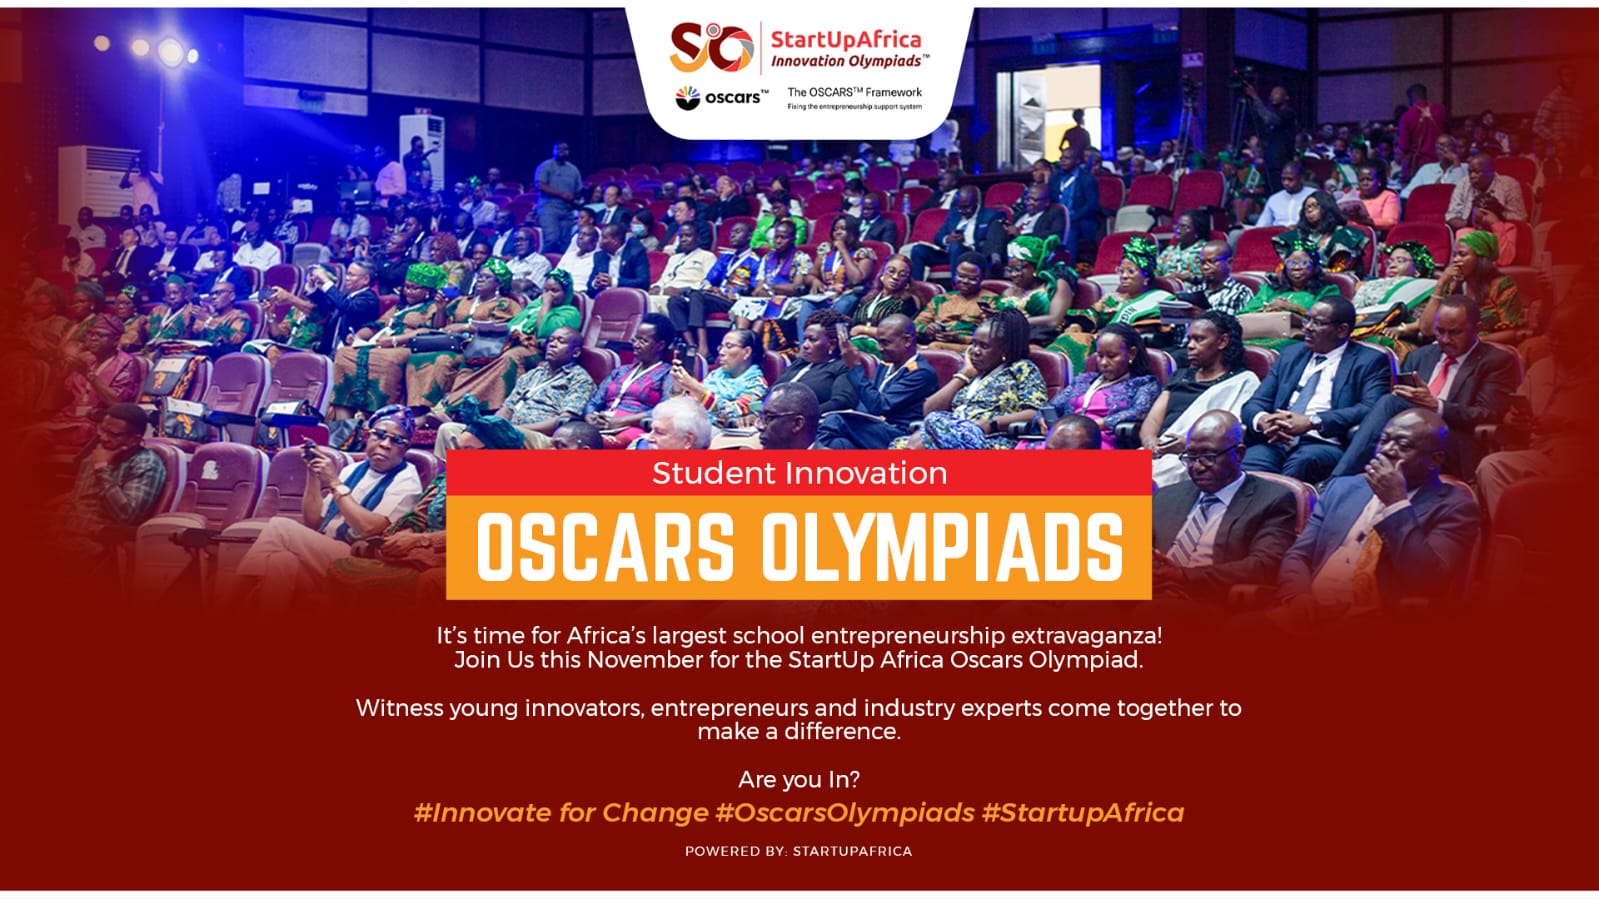 SiO
StartUpAfrica
Innovation Olympiads™
oscars™
The OSCARS™ Framework
Fixing the entrepreneurship support system
Student Innovation
OSCARS OLYMPIADS
It’s time for Africa’s largest school entrepreneurship extravaganza!
Join Us this November for the StartUp Africa Oscars Olympiad.
Witness young innovators, entrepreneurs and industry experts come together to
make a difference.
Are you In?
#Innovate for Change #OscarsOlympiads #StartupAfrica
POWERED BY: STARTUPAFRICA